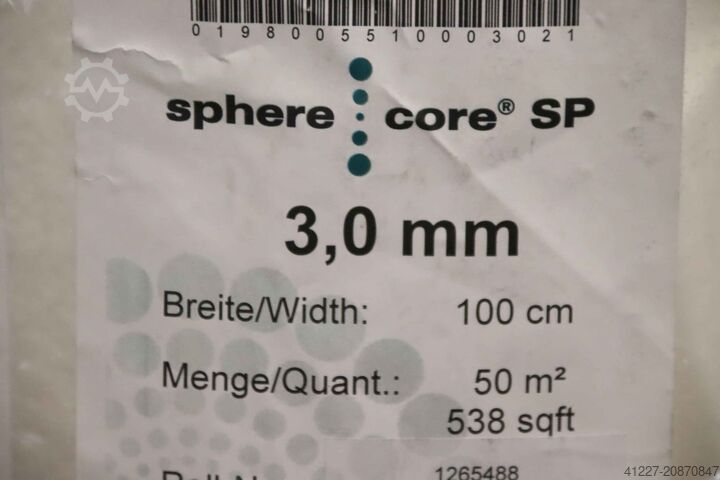 0198005510003021
sphere core® SP
3,0 mm
Breite/Width: 100 cm
Menge/Quant.: 50 m²
538 sqft
1265488
41227-20870847